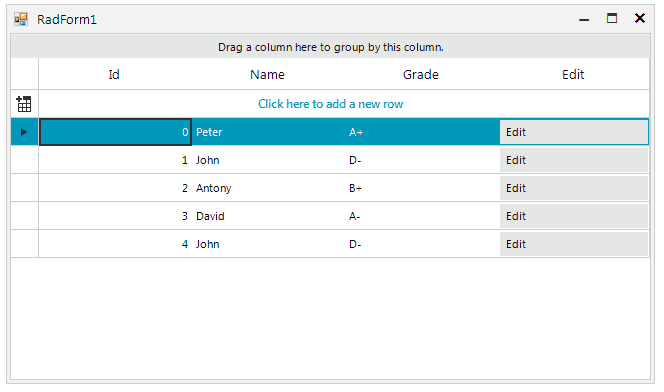 RadForm1
Drag a column here to group by this column.
Id Name Grade Edit
Click here to add a new row
0 Peter A+ Edit
1 John D- Edit
2 Antony B+ Edit
3 David A- Edit
4 John D- Edit